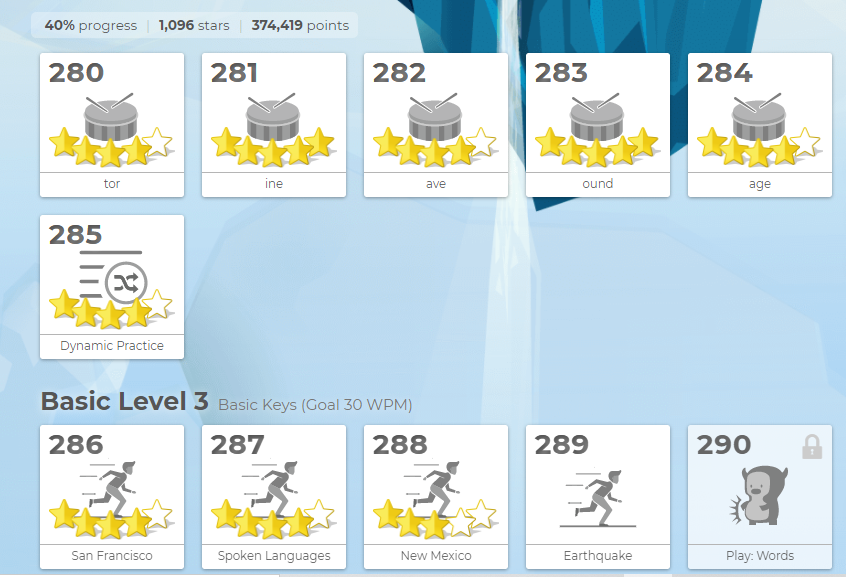 40% progress | 1,096 stars | 374,419 points
280 281 282 283 284
tor ine ave ound age
285
Dynamic Practice
Basic Level 3 Basic Keys (Goal 30 WPM)
286 287 288 289 290
San Francisco Spoken Languages New Mexico Earthquake Play: Words